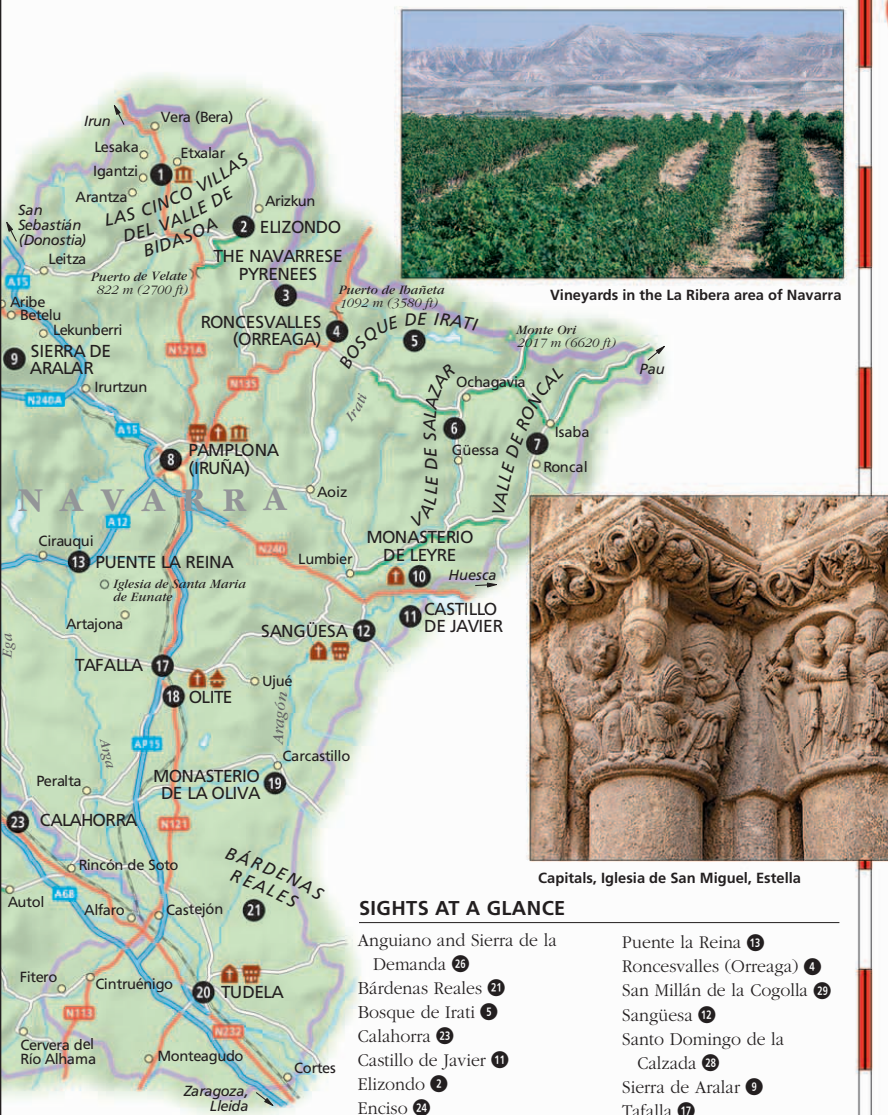 Irun
Vera (Bera)
Lesaka
Etxalar
Igantzi
1
Arantza
LAS CINCO VILLAS
DEL VALLE DE
BIDASOA
Arizkun
San
Sebastián
(Donostia)
2 ELIZONDO
Leitza
THE NAVARRESE
PYRENEES
3
Puerto de Velate
822 m (2700 ft)
A15
Puerto de Ibañeta
1092 m (3580 ft)
Vineyards in the La Ribera area of Navarra
Aribe
Betelu
Lekunberri
RONCESVALLES
(ORREAGA)
4
BOSQUE DE IRATI
5
Monte Ori
2017 m (6620 ft)
Pau
9 SIERRA DE
ARALAR
N121A
N135
Irurtzun
N240A
Irati
Ochagavía
VALLE DE SALAZAR
6
VALLE DE RONCAL
7
Isaba
Güessa
Roncal
A15
8
PAMPLONA
(IRUÑA)
NAVARRA
Aoiz
A12
Cirauqui
13 PUENTE LA REINA
N240
Lumbier
MONASTERIO
DE LEYRE
10
Huesca
Iglesia de Santa Maria
de Eunate
Artajona
11 CASTILLO
DE JAVIER
SANGÜESA 12
Ega
TAFALLA 17
18 OLITE
Ujué
Aragón
Arga
AP15
Carcastillo
Peralta
MONASTERIO
DE LA OLIVA 19
23 CALAHORRA
N121
Rincón de Soto
BÁRDENAS
REALES
21
A68
Autol
Alfaro
Castejón
Fitero
Cintruénigo
20 TUDELA
N113
N232
Cervera del
Río Alhama
Monteagudo
Cortes
Zaragoza,
Lleida
Capitals, Iglesia de San Miguel, Estella
SIGHTS AT A GLANCE
Anguiano and Sierra de la
Demanda 26
Bárdenas Reales 21
Bosque de Irati 5
Calahorra 23
Castillo de Javier 11
Elizondo 2
Enciso 24
Puente la Reina 13
Roncesvalles (Orreaga) 4
San Millán de la Cogolla 29
Sangüesa 12
Santo Domingo de la
Calzada 28
Sierra de Aralar 9
Tafalla 17